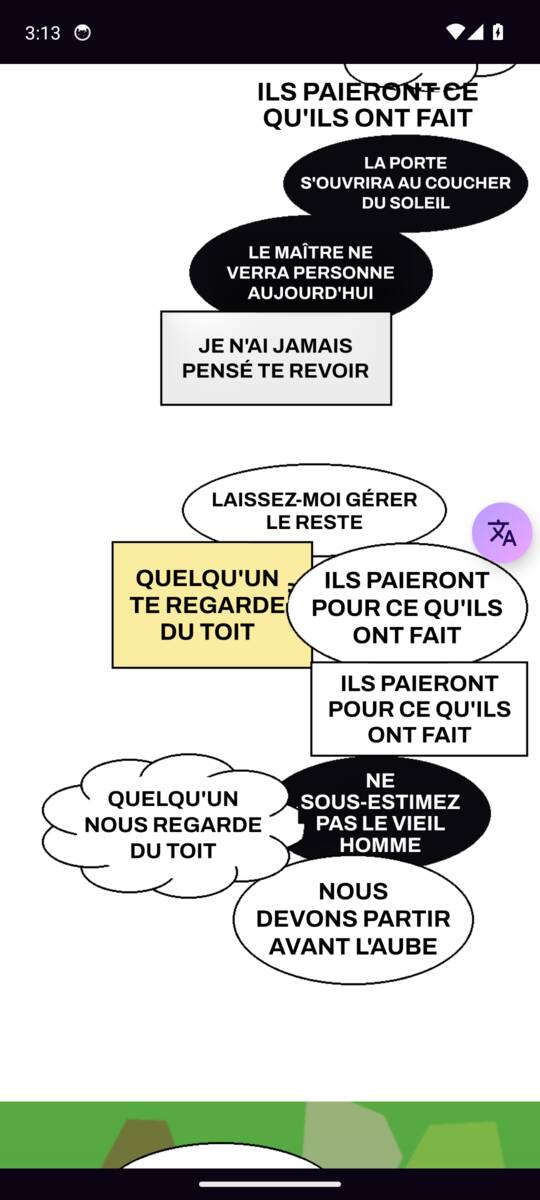 3:13
ILS PAIERONT CE
QU'ILS ONT FAIT
LA PORTE
S'OUVRIRA AU COUCHER
DU SOLEIL
LE MAÎTRE NE
VERRA PERSONNE
AUJOURD'HUI
JE N'AI JAMAIS
PENSÉ TE REVOIR
LAISSEZ-MOI GÉRER
LE RESTE
QUELQU'UN
TE REGARDE
DU TOIT
ILS PAIERONT
POUR CE QU'ILS
ONT FAIT
ILS PAIERONT
POUR CE QU'ILS
ONT FAIT
QUELQU'UN
NOUS REGARDE
DU TOIT
NE
SOUS-ESTIMEZ
PAS LE VIEIL
HOMME
NOUS
DEVONS PARTIR
AVANT L'AUBE